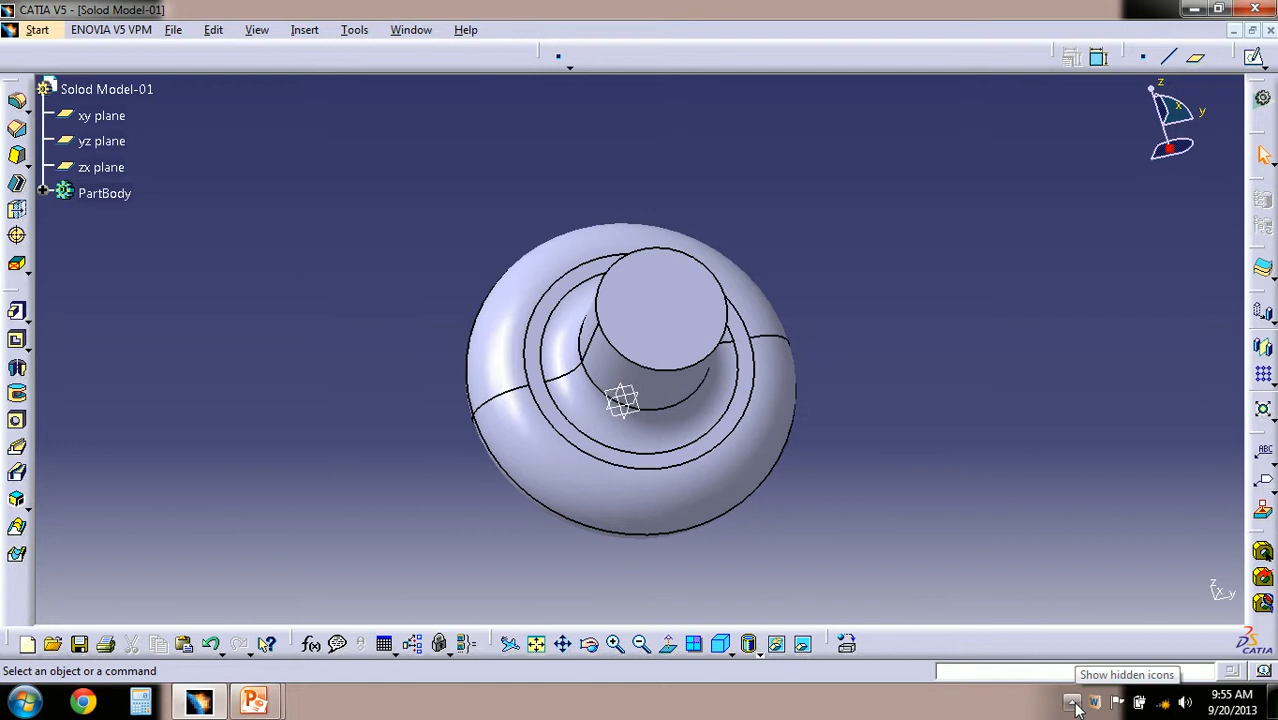 CATIA V5 - [Solod Model-01]
Start ENOVIA V5 VPM File Edit View Insert Tools Window Help
Solod Model-01
xy plane
yz plane
zx plane
PartBody
z
x
y
ABC
z
x y
f(x)
CATIA
Select an object or a command
Show hidden icons
9:55 AM
9/20/2013